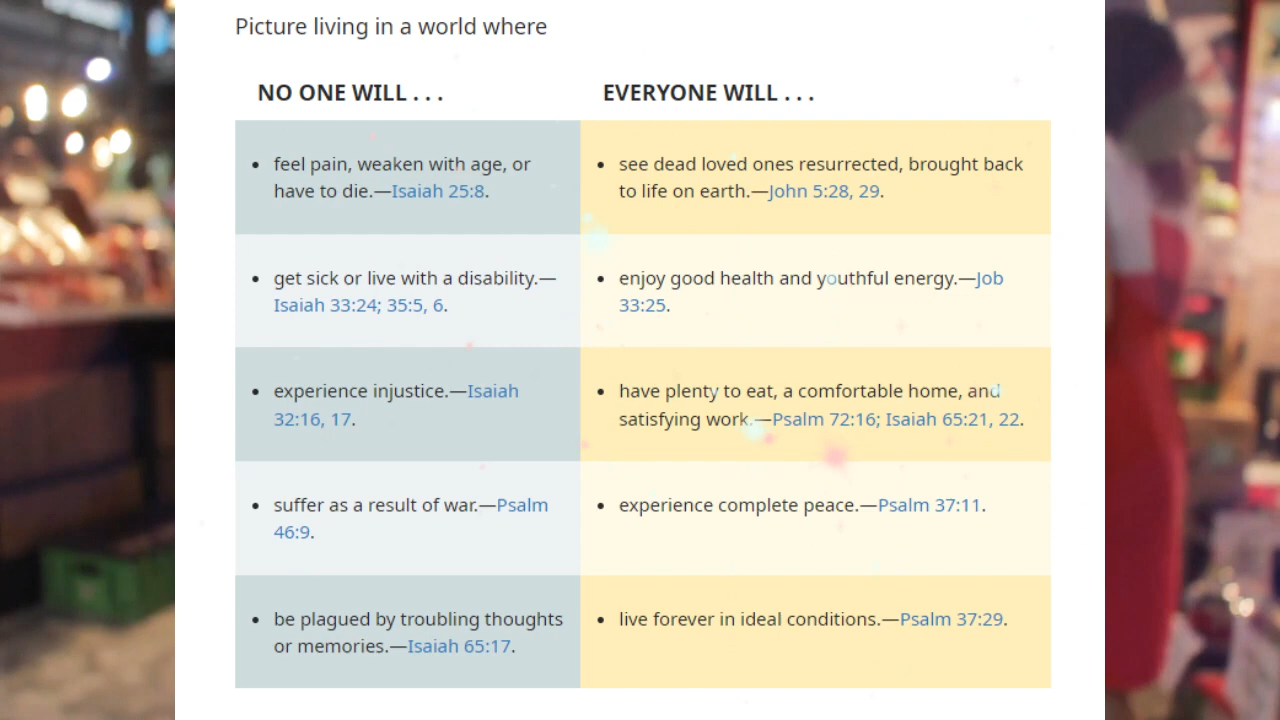 Picture living in a world where
NO ONE WILL . . .
EVERYONE WILL . . .
• feel pain, weaken with age, or
have to die.—Isaiah 25:8.
• see dead loved ones resurrected, brought back
to life on earth.—John 5:28, 29.
• get sick or live with a disability.—
Isaiah 33:24; 35:5, 6.
• enjoy good health and youthful energy.—Job
33:25.
• experience injustice.—Isaiah
32:16, 17.
• have plenty to eat, a comfortable home, and
satisfying work.—Psalm 72:16; Isaiah 65:21, 22.
• suffer as a result of war.—Psalm
46:9.
• experience complete peace.—Psalm 37:11.
• be plagued by troubling thoughts
or memories.—Isaiah 65:17.
• live forever in ideal conditions.—Psalm 37:29.